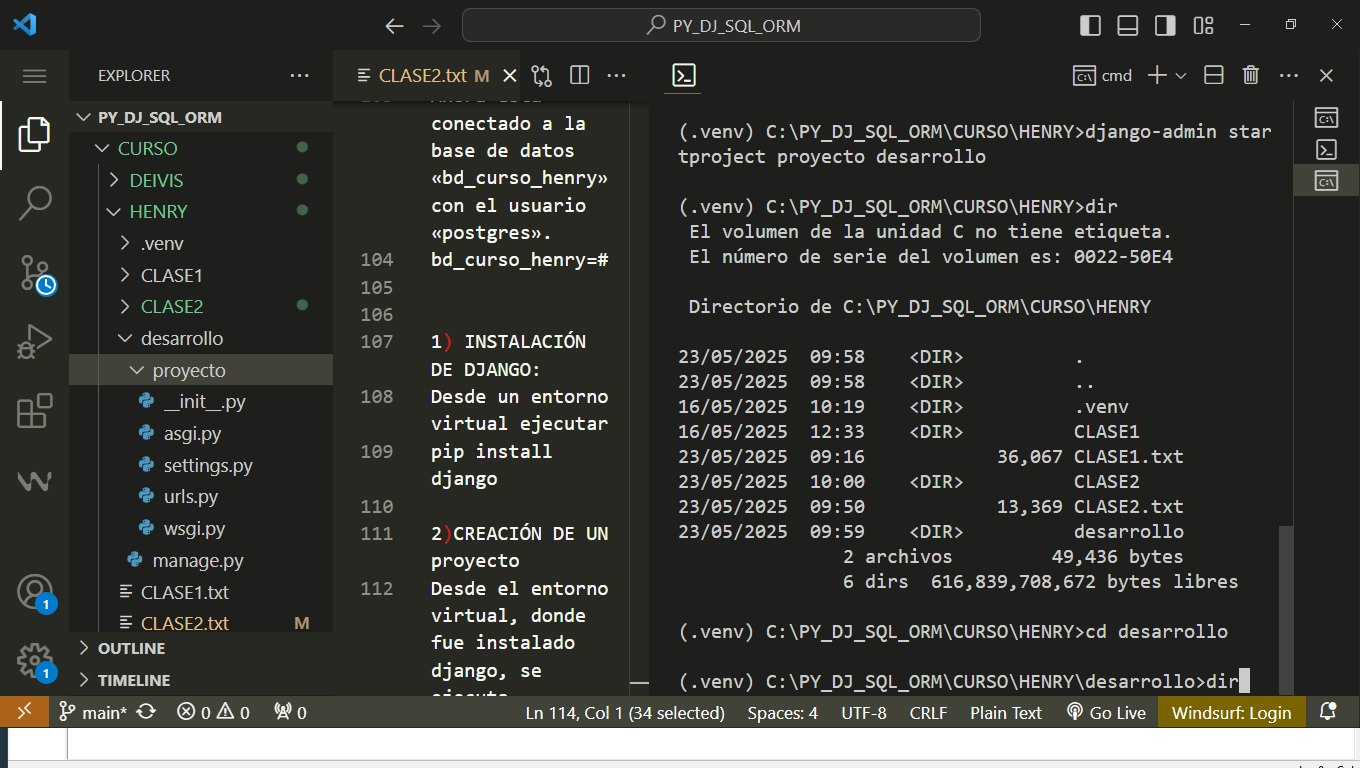 PY_DJ_SQL_ORM
EXPLORER
PY_DJ_SQL_ORM
CURSO
DEIVIS
HENRY
.venv
CLASE1
CLASE2
desarrollo
proyecto
__init__.py
asgi.py
settings.py
urls.py
wsgi.py
manage.py
CLASE1.txt
CLASE2.txt M
OUTLINE
TIMELINE
CLASE2.txt M
conectado a la
base de datos
«bd_curso_henry»
con el usuario
«postgres».
104 bd_curso_henry=#
105
106
107 1) INSTALACIÓN
DE DJANGO:
108 Desde un entorno
virtual ejecutar
109 pip install
django
110
111 2)CREACIÓN DE UN
proyecto
112 Desde el entorno
virtual, donde
fue instalado
django, se
cmd
(.venv) C:\PY_DJ_SQL_ORM\CURSO\HENRY>django-admin star
tproject proyecto desarrollo
(.venv) C:\PY_DJ_SQL_ORM\CURSO\HENRY>dir
El volumen de la unidad C no tiene etiqueta.
El número de serie del volumen es: 0022-50E4
Directorio de C:\PY_DJ_SQL_ORM\CURSO\HENRY
23/05/2025 09:58 <DIR> .
23/05/2025 09:58 <DIR> ..
16/05/2025 10:19 <DIR> .venv
16/05/2025 12:33 <DIR> CLASE1
23/05/2025 09:16 36,067 CLASE1.txt
23/05/2025 10:00 <DIR> CLASE2
23/05/2025 09:50 13,369 CLASE2.txt
23/05/2025 09:59 <DIR> desarrollo
2 archivos 49,436 bytes
6 dirs 616,839,708,672 bytes libres
(.venv) C:\PY_DJ_SQL_ORM\CURSO\HENRY>cd desarrollo
(.venv) C:\PY_DJ_SQL_ORM\CURSO\HENRY\desarrollo>dir
1
1
main* 0 0 0
Ln 114, Col 1 (34 selected) Spaces: 4 UTF-8 CRLF Plain Text Go Live Windsurf: Login